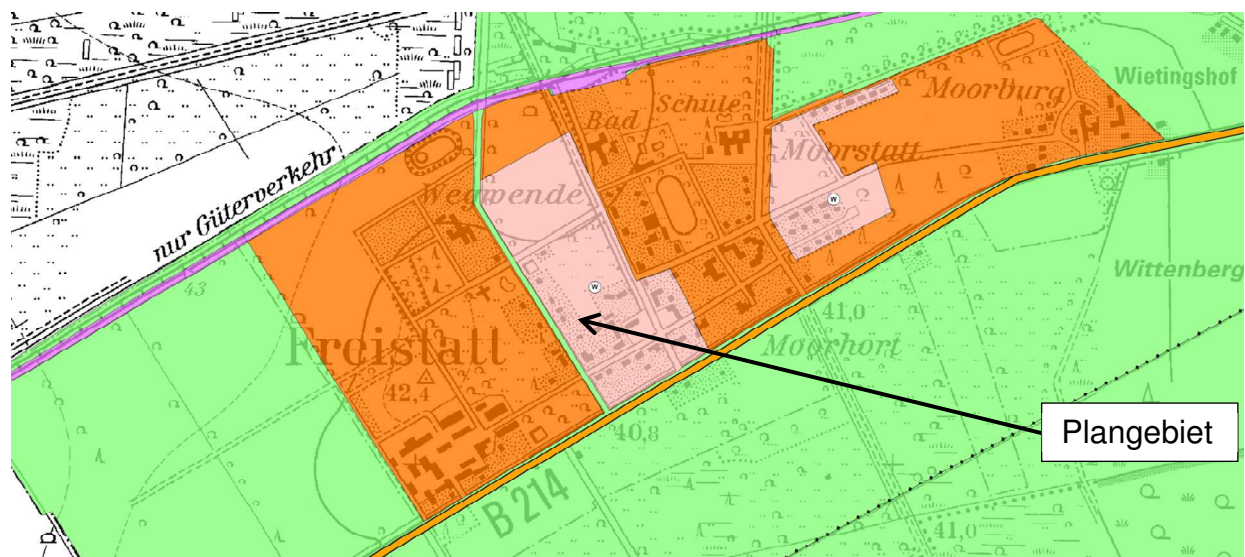 Wietingshof
Moorburg
Schule
Bad
Moorstatt
Wegwende
nur Güterverkehr
W
W
43
Wittenberg
Freistatt
41,0
Moorhort
42,4
40,8
Plangebiet
B 214
41,0